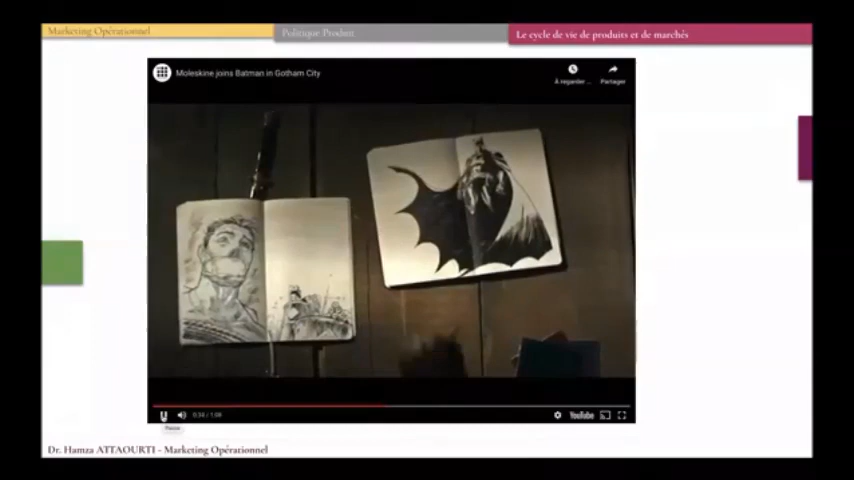 Marketing Opérationnel
Politique Produit
Le cycle de vie de produits et de marchés
Moleskine joins Batman in Gotham City
À regarder ...
Partager
0:34 / 1:08
YouTube
Pause
Dr. Hamza ATTAOURTI - Marketing Opérationnel